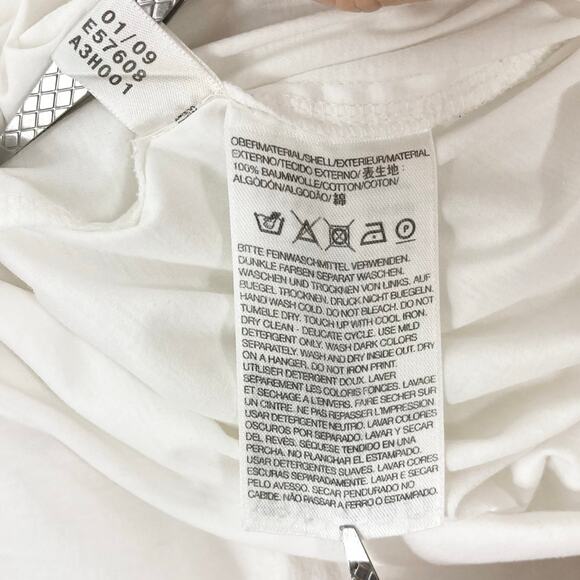 01/09
E57608
A3H001
OBERMATERIAL/SHELL/EXTERIEUR/MATERIAL
EXTERNO/TECIDO EXTERNO/表生地:
100% BAUMWOLLE/COTTON/COTON/
ALGODÓN/ALGODÃO/綿
BITTE FEINWASCHMITTEL VERWENDEN.
DUNKLE FARBEN SEPARAT WASCHEN.
WASCHEN UND TROCKNEN VON LINKS. AUF
BUEGEL TROCKNEN. DRUCK NICHT BUEGELN.
HAND WASH COLD. DO NOT BLEACH. DO NOT
TUMBLE DRY. TOUCH UP WITH COOL IRON.
DRY CLEAN - DELICATE CYCLE. USE MILD
DETERGENT ONLY. WASH DARK COLORS
SEPARATELY. WASH AND DRY INSIDE OUT. DRY
ON A HANGER. DO NOT IRON PRINT.
UTILISER DETERGENT DOUX. LAVER
SEPAREMENT LES COLORIS FONCES. LAVAGE
ET SECHAGE A L'ENVERS. FAIRE SECHER SUR
UN CINTRE. NE PAS REPASSER L'IMPRESSION.
USAR DETERGENTE NEUTRO. LAVAR COLORES
OSCUROS POR SEPARADO. LAVAR Y SECAR
DEL REVÉS. SÉQUESE TENDIDO EN UNA
PERCHA. NO PLANCHAR EL ESTAMPADO.
USAR DETERGENTES SUAVES. LAVAR CORES
ESCURAS SEPARADAMENTE. LAVAR E SECAR
PELO AVESSO. SECAR PENDURADO NO
CABIDE. NÃO PASSAR A FERRO O ESTAMPADO.